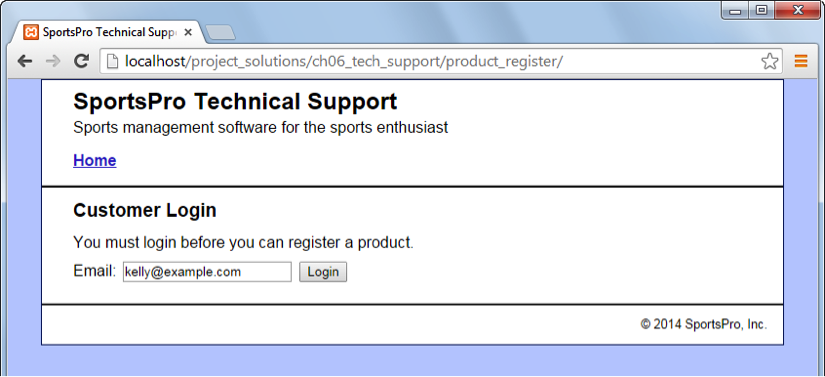 SportsPro Technical Supp
localhost/project_solutions/ch06_tech_support/product_register/
SportsPro Technical Support
Sports management software for the sports enthusiast
Home
Customer Login
You must login before you can register a product.
Email: kelly@example.com Login
© 2014 SportsPro, Inc.